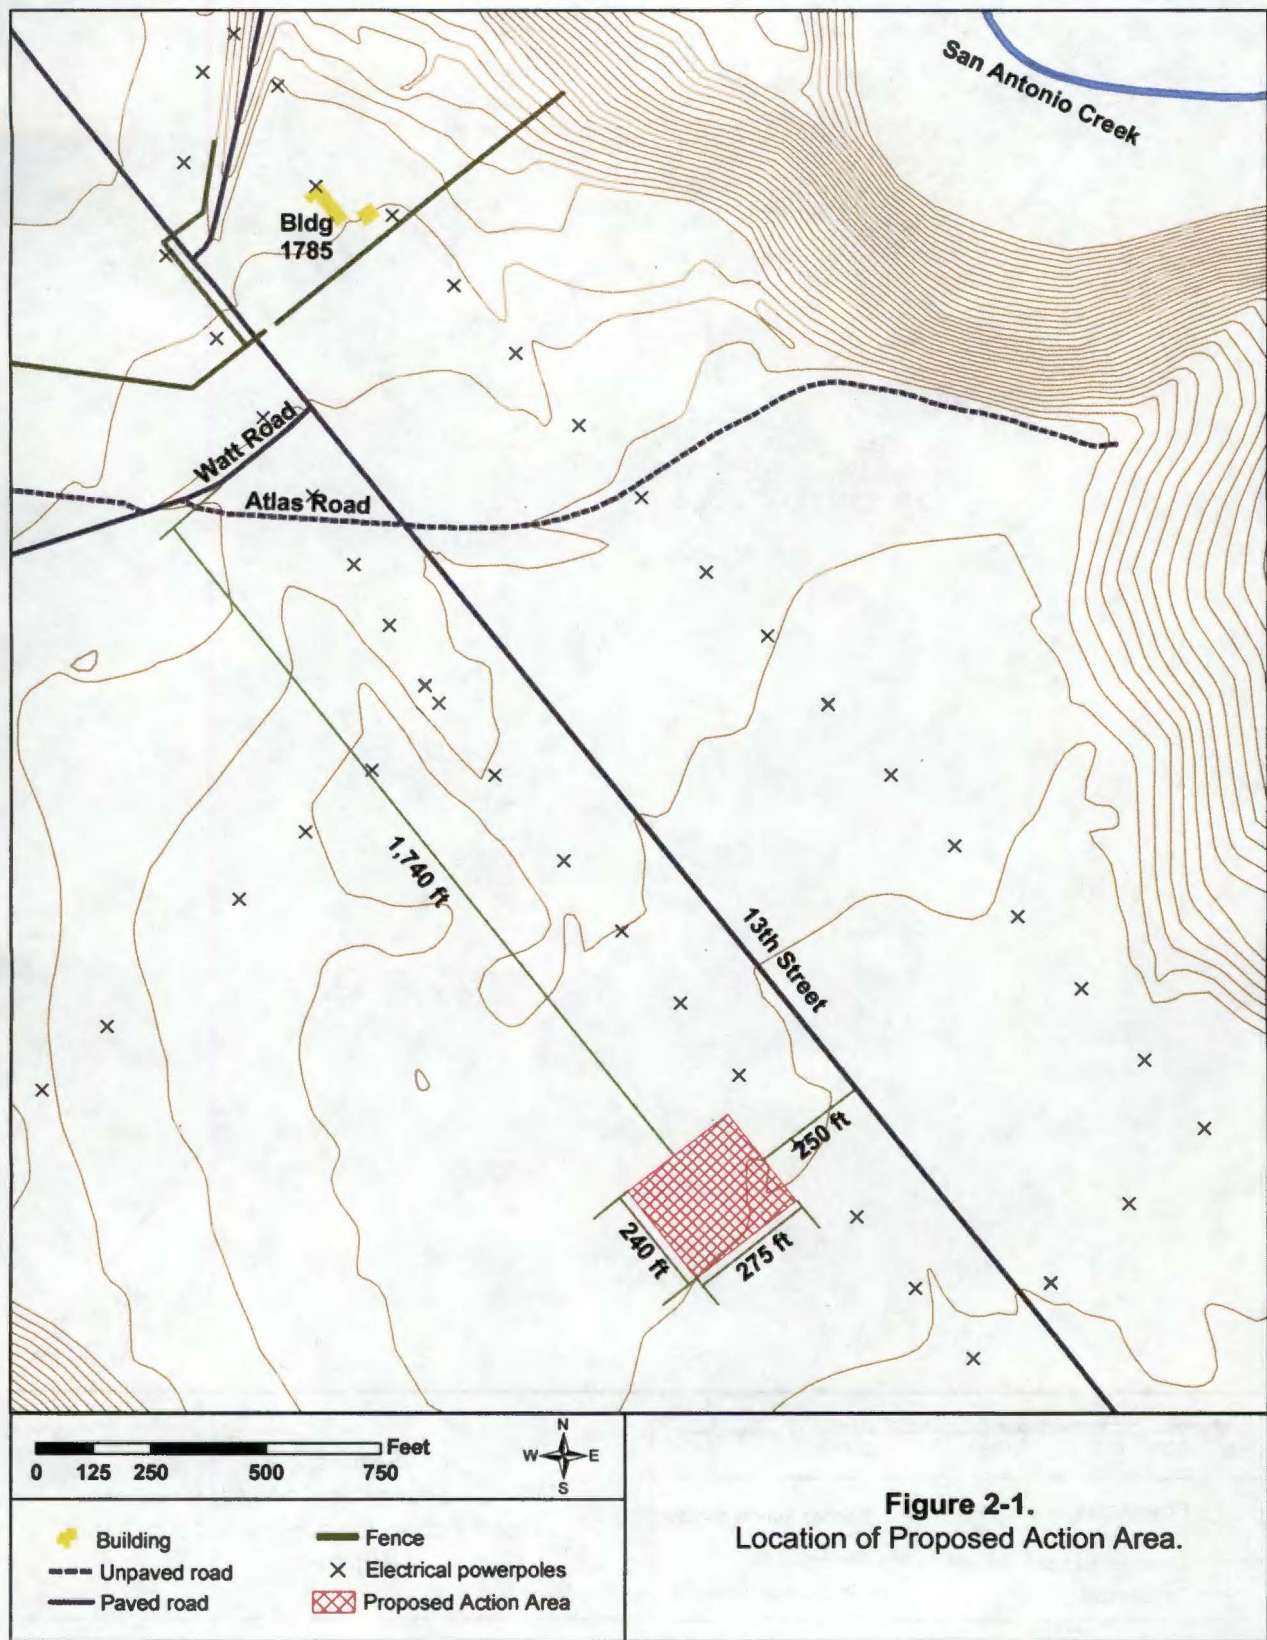 San Antonio Creek
Bldg
1785
Watt Road
Atlas Road
1,740 ft
13th Street
250 ft
240 ft
275 ft
Feet
0 125 250 500 750
N
W E
S
Building
Unpaved road
Paved road
Fence
Electrical powerpoles
Proposed Action Area
Figure 2-1.
Location of Proposed Action Area.